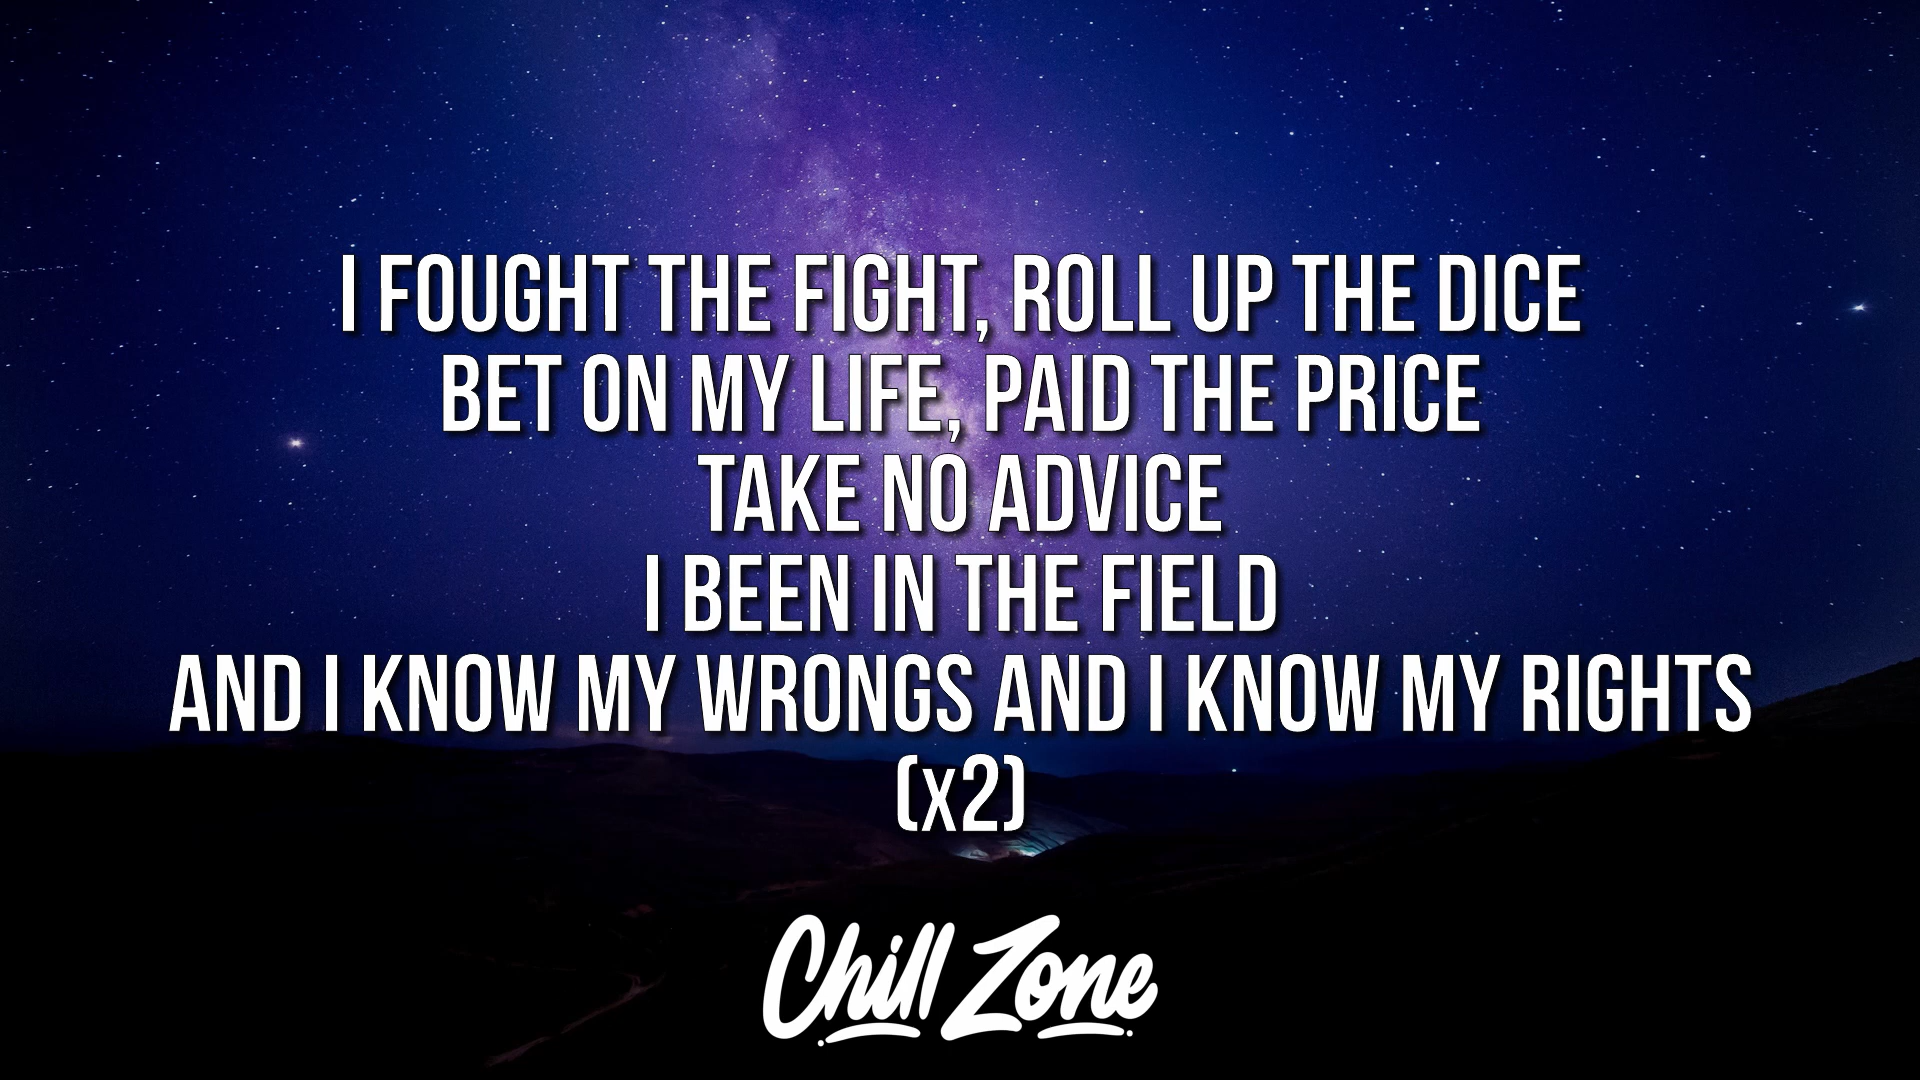 I FOUGHT THE FIGHT, ROLL UP THE DICE
BET ON MY LIFE, PAID THE PRICE
TAKE NO ADVICE
I BEEN IN THE FIELD
AND I KNOW MY WRONGS AND I KNOW MY RIGHTS
(x2)
Chill Zone